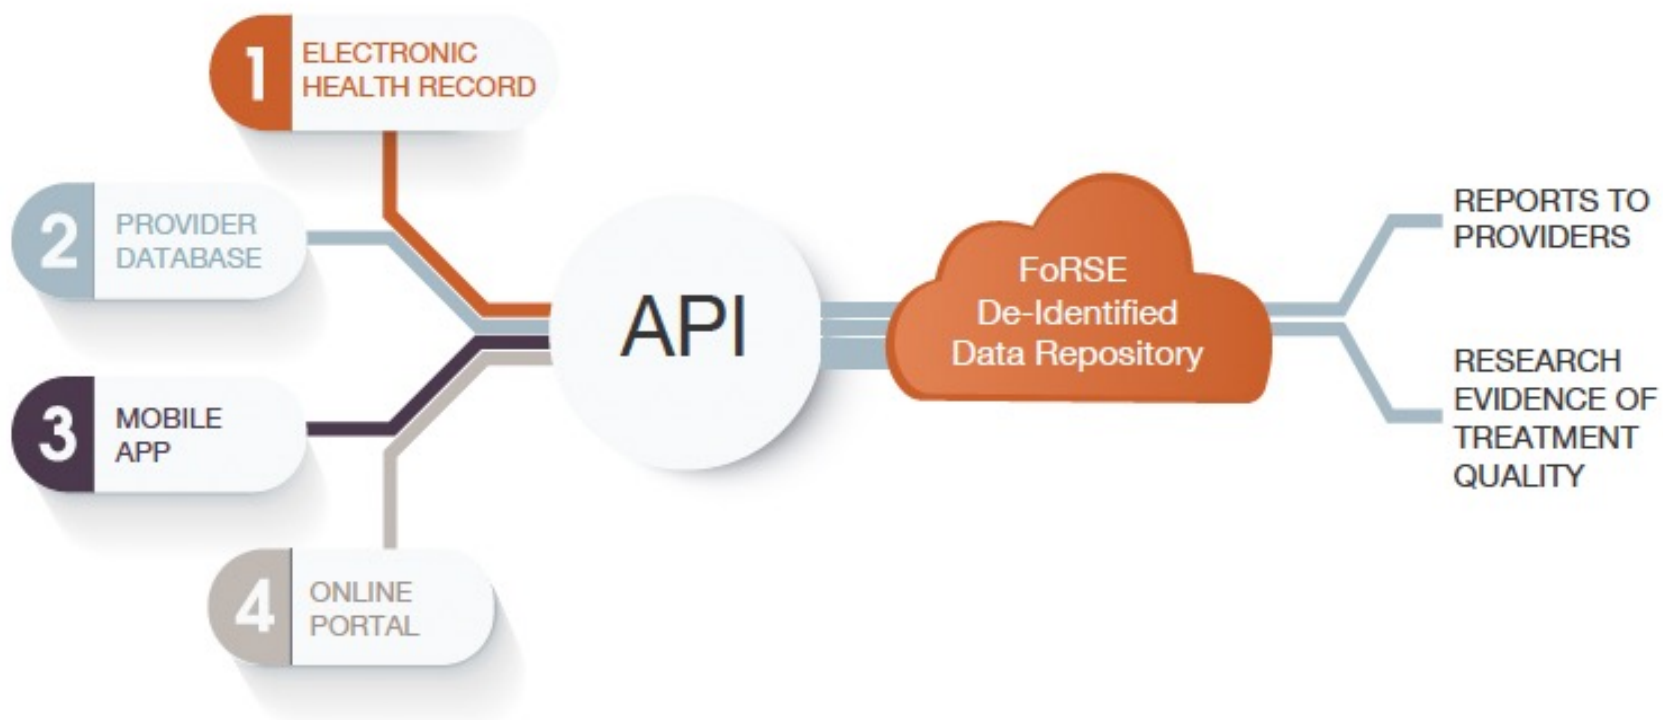 1
ELECTRONIC
HEALTH RECORD
2
PROVIDER
DATABASE
3
MOBILE
APP
4
ONLINE
PORTAL
API
FoRSE
De-Identified
Data Repository
REPORTS TO
PROVIDERS
RESEARCH
EVIDENCE OF
TREATMENT
QUALITY